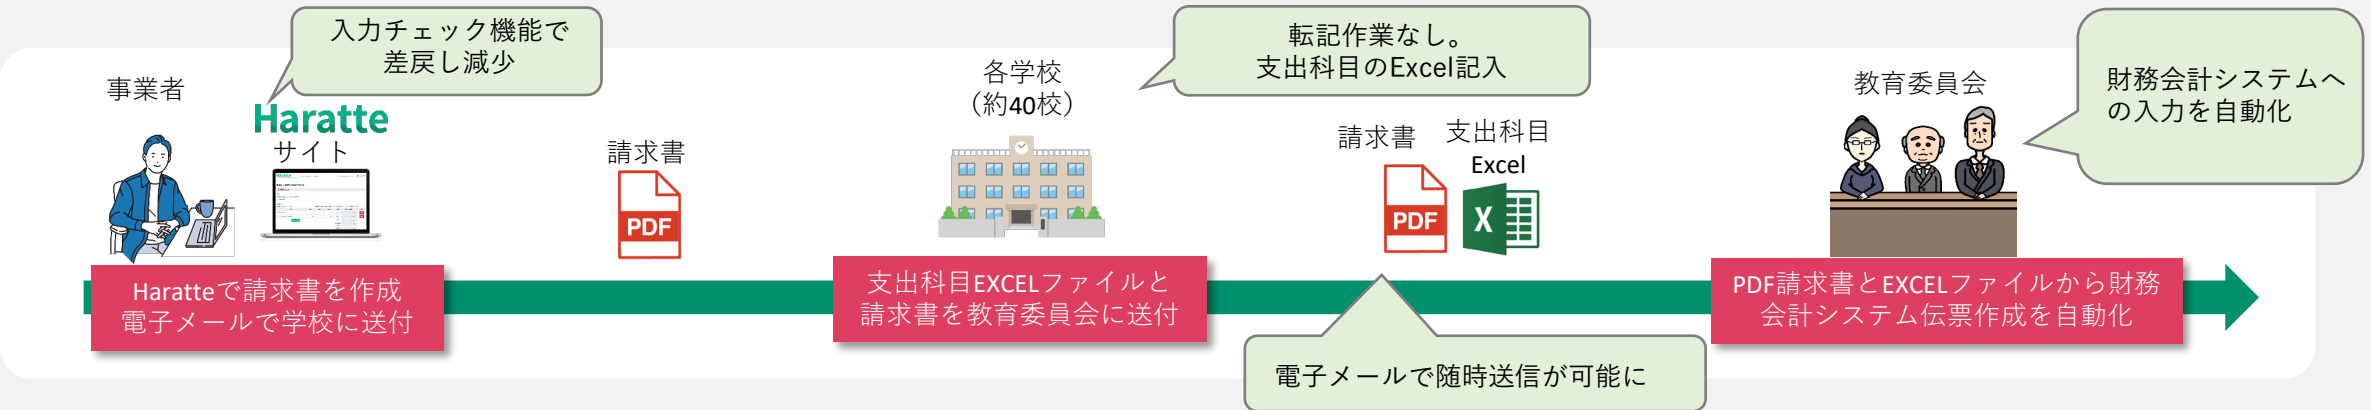 入力チェック機能で
差戻し減少
事業者
Haratte
サイト
請求書
PDF
各学校
（約40校）
転記作業なし。
支出科目のExcel記入
請求書
支出科目
Excel
PDF
X
教育委員会
財務会計システムへ
の入力を自動化
Haratteで請求書を作成
電子メールで学校に送付
支出科目EXCELファイルと
請求書を教育委員会に送付
電子メールで随時送信が可能に
PDF請求書とEXCELファイルから財務
会計システム伝票作成を自動化